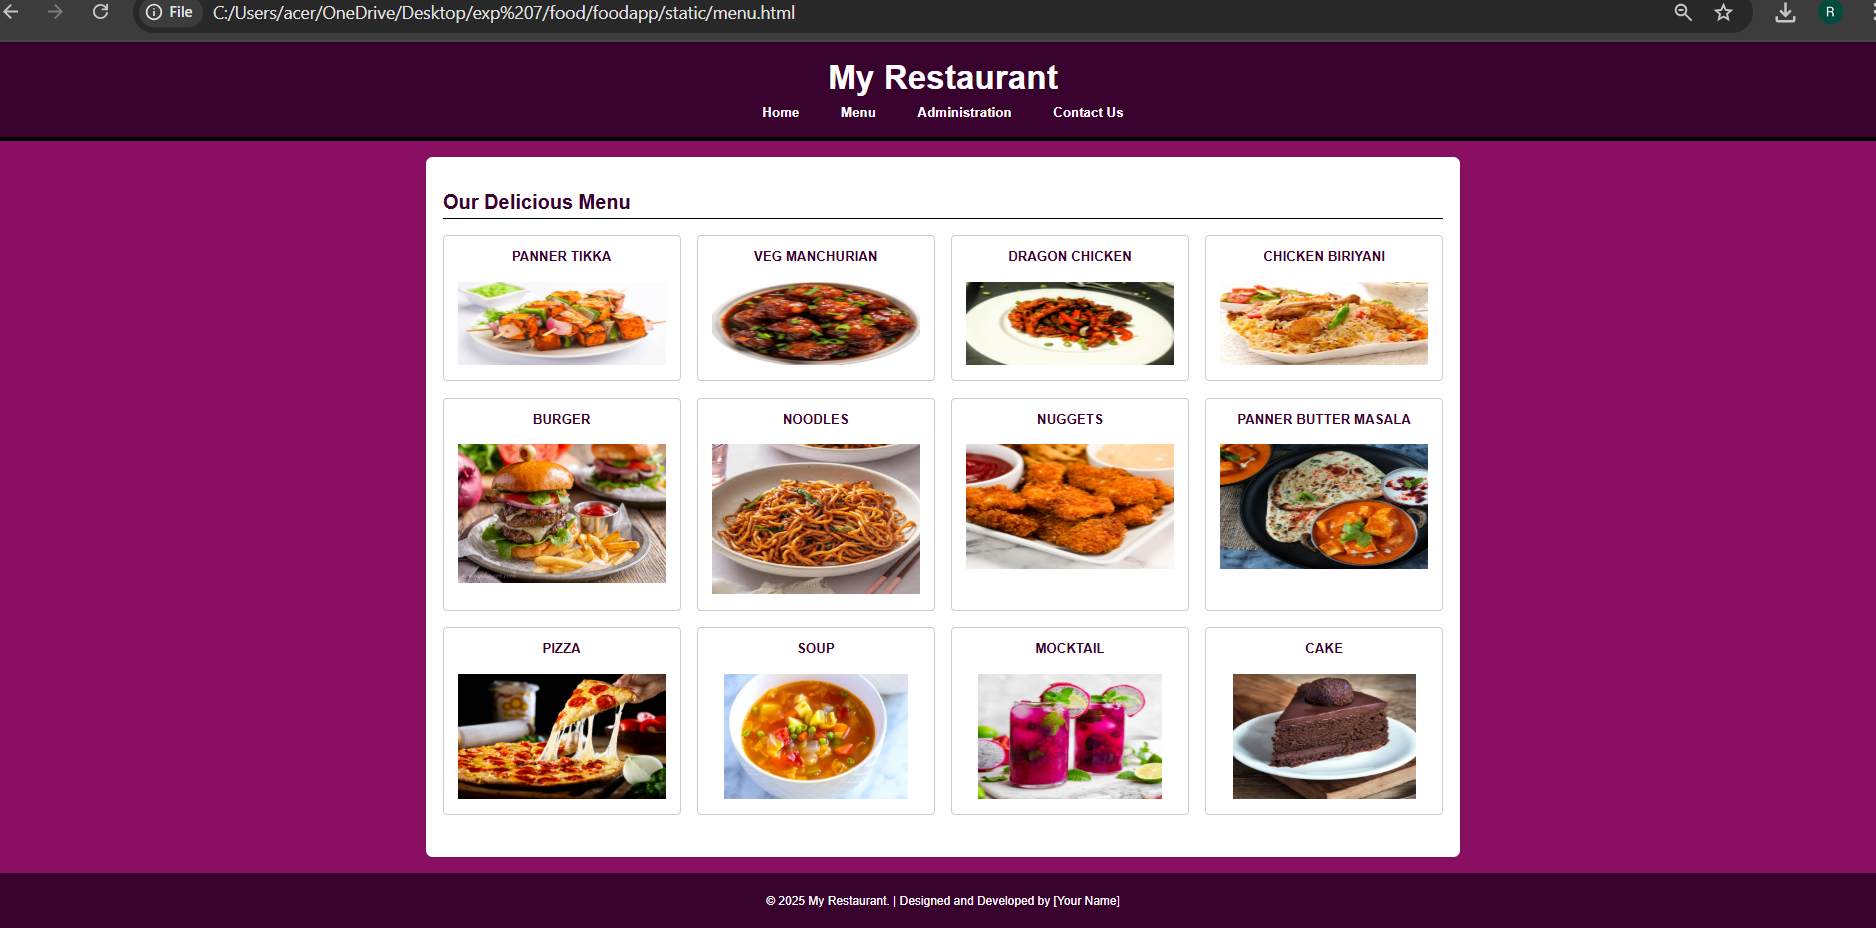 File C:/Users/acer/OneDrive/Desktop/exp%207/food/foodapp/static/menu.html R
My Restaurant
Home Menu Administration Contact Us
Our Delicious Menu
PANNER TIKKA VEG MANCHURIAN DRAGON CHICKEN CHICKEN BIRIYANI
BURGER NOODLES NUGGETS PANNER BUTTER MASALA
PIZZA SOUP MOCKTAIL CAKE
© 2025 My Restaurant. | Designed and Developed by [Your Name]